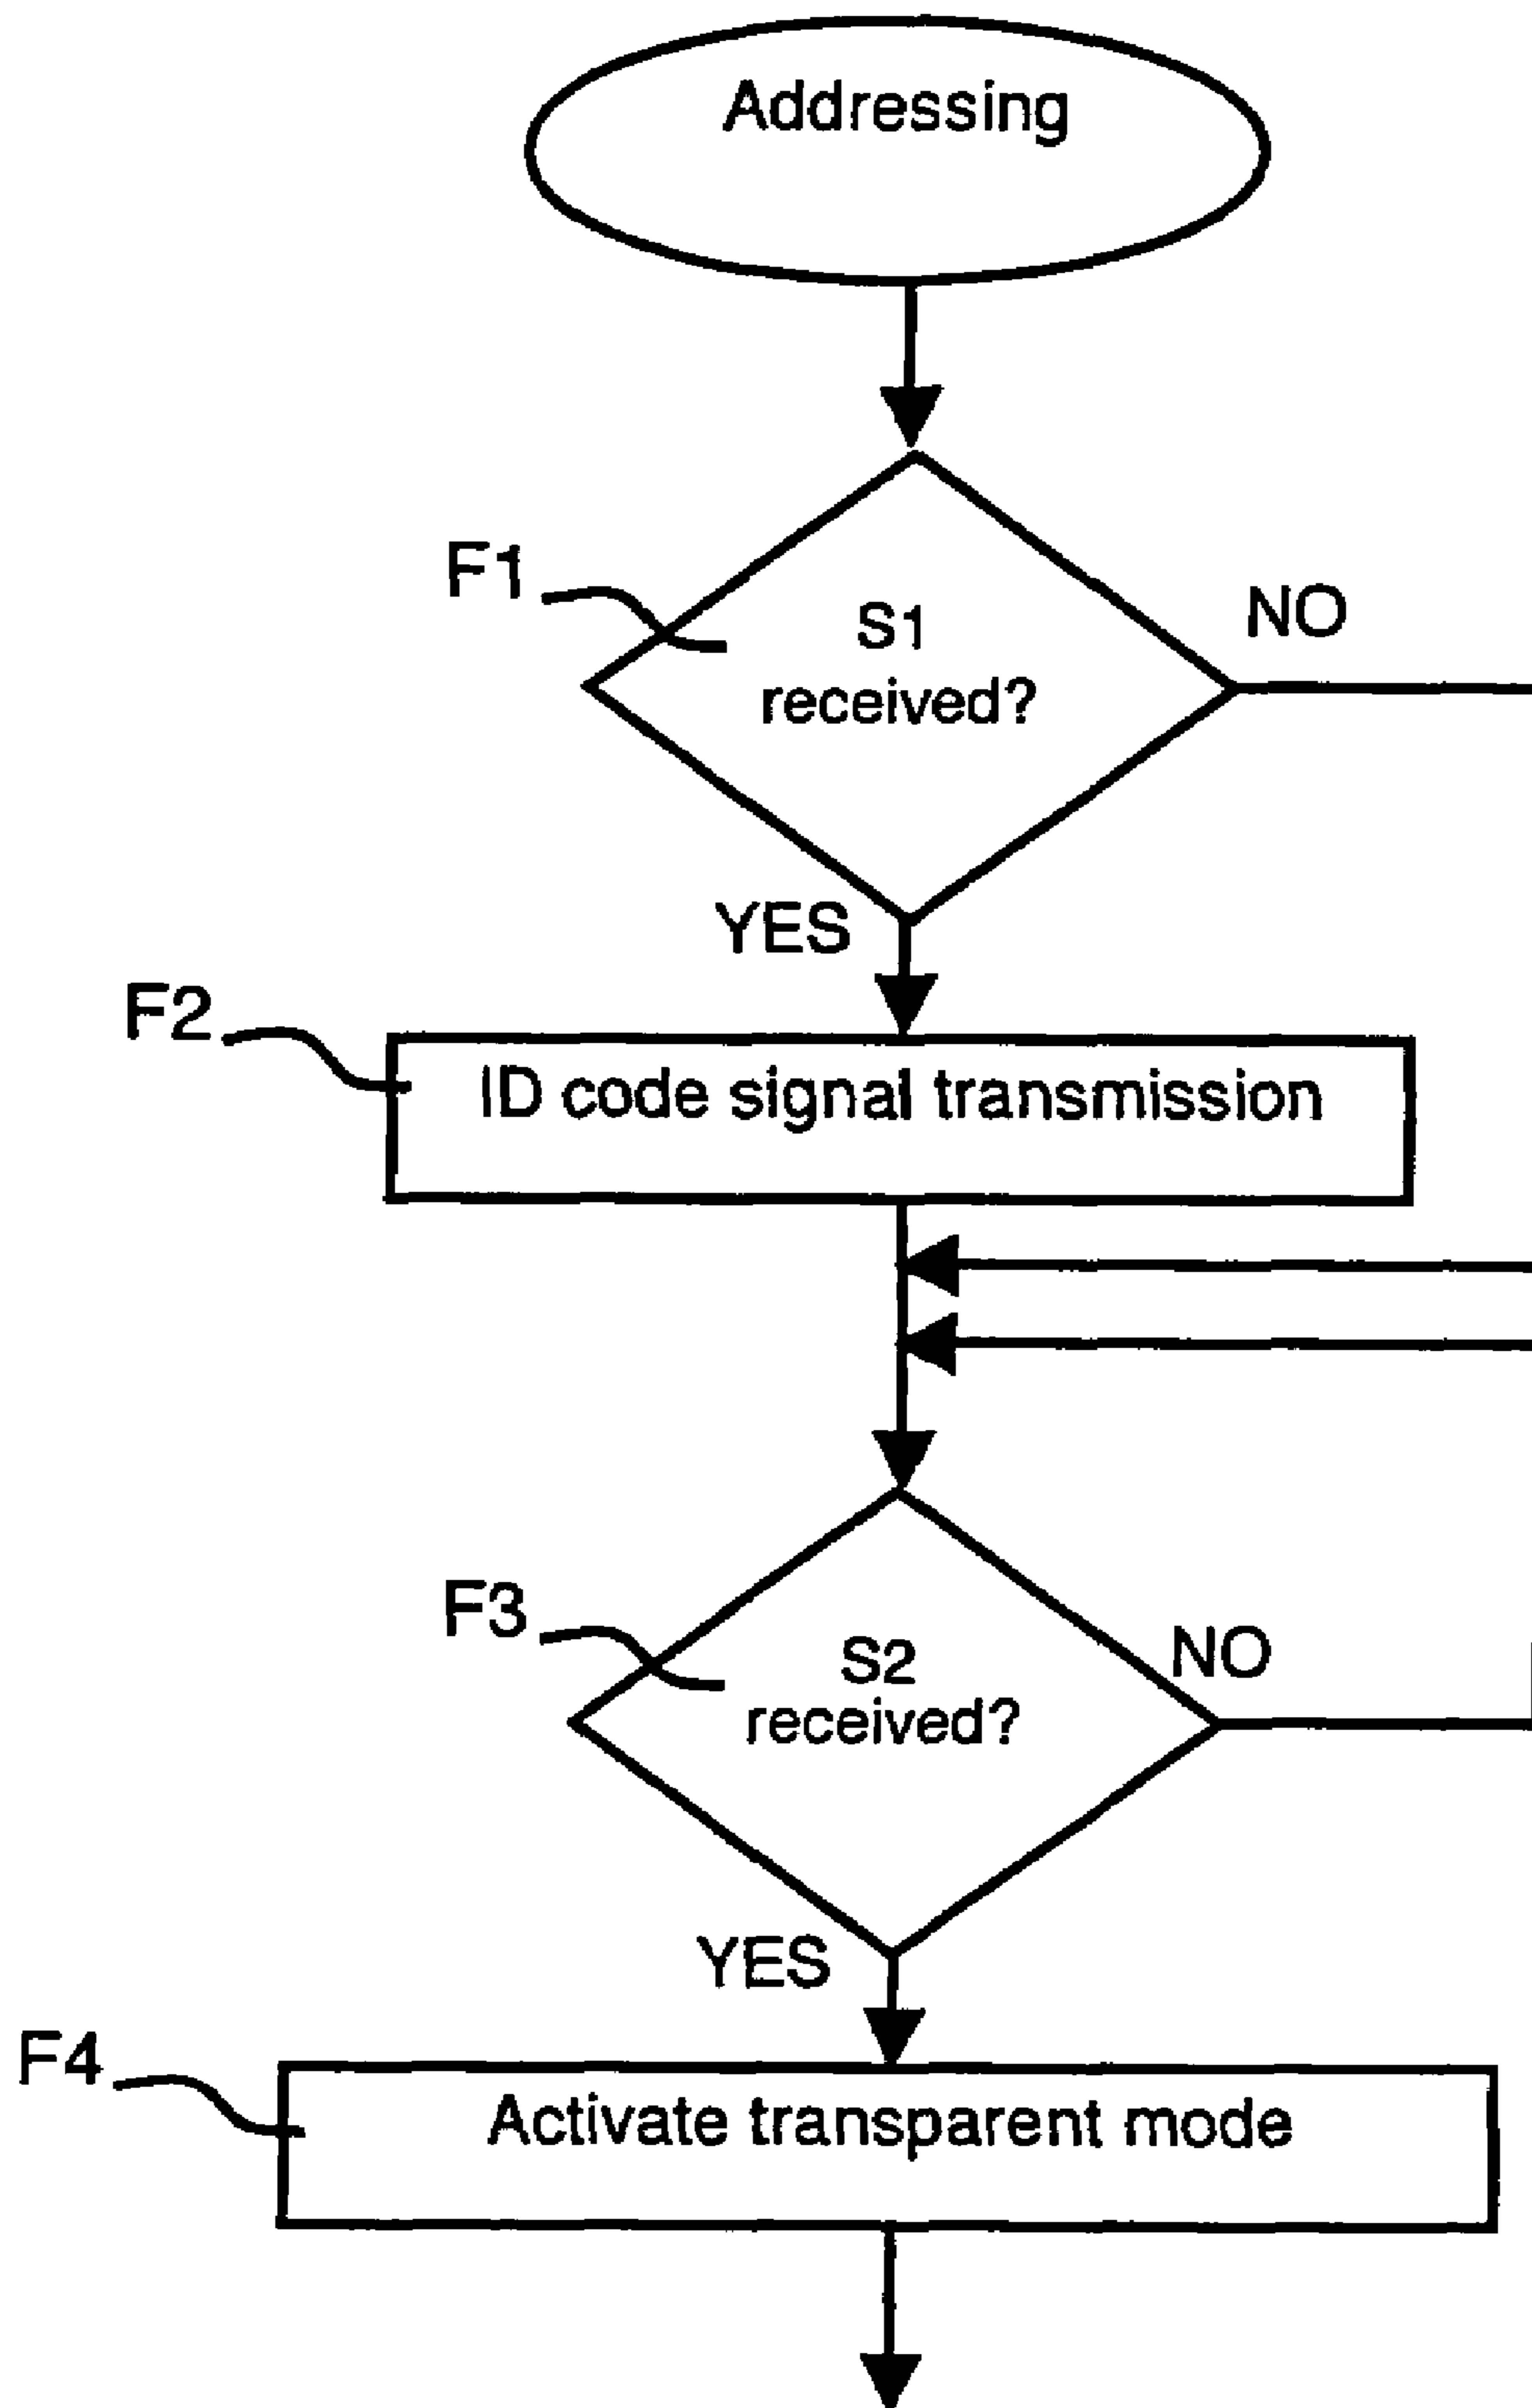 Addressing
F1
S1
received?
NO
YES
F2
ID code signal transmission
F3
S2
received?
NO
YES
F4
Activate transparent mode